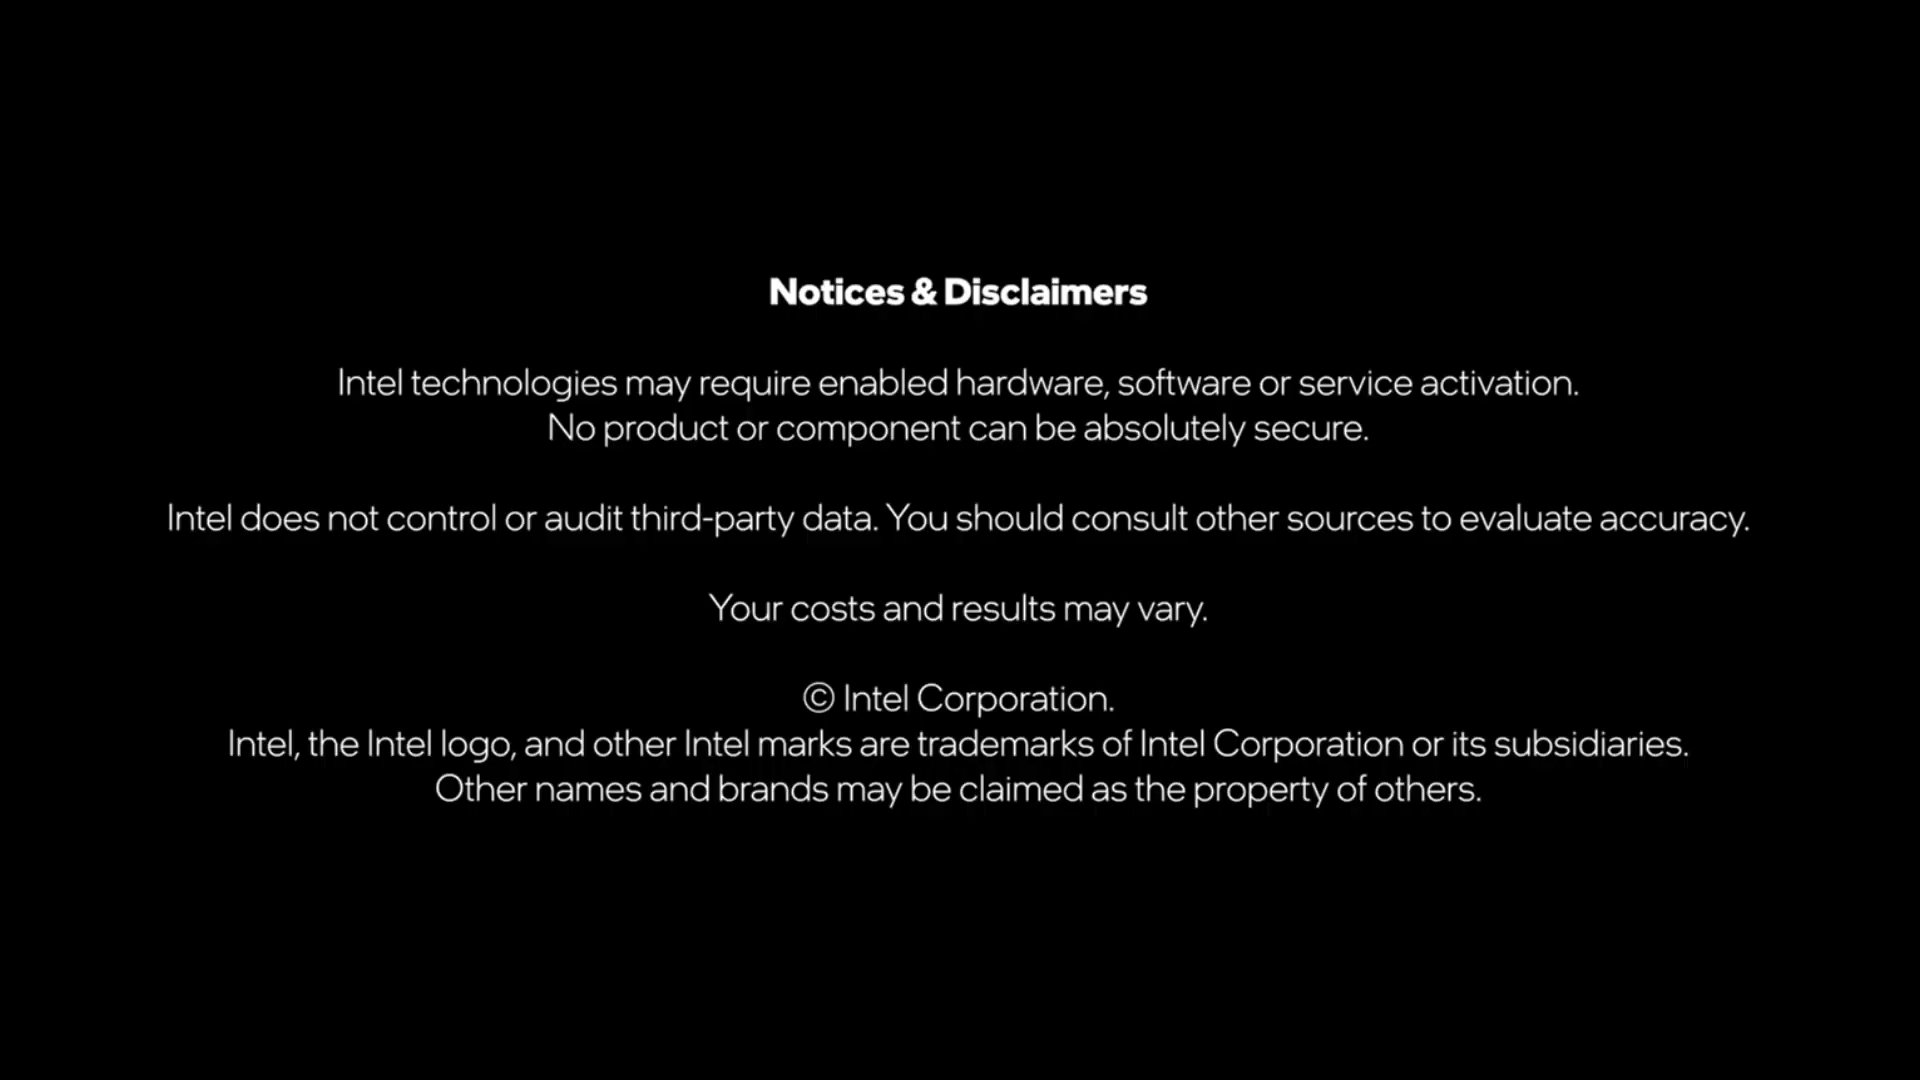 Notices & Disclaimers
Intel technologies may require enabled hardware, software or service activation.
No product or component can be absolutely secure.
Intel does not control or audit third-party data. You should consult other sources to evaluate accuracy.
Your costs and results may vary.
© Intel Corporation.
Intel, the Intel logo, and other Intel marks are trademarks of Intel Corporation or its subsidiaries.
Other names and brands may be claimed as the property of others.